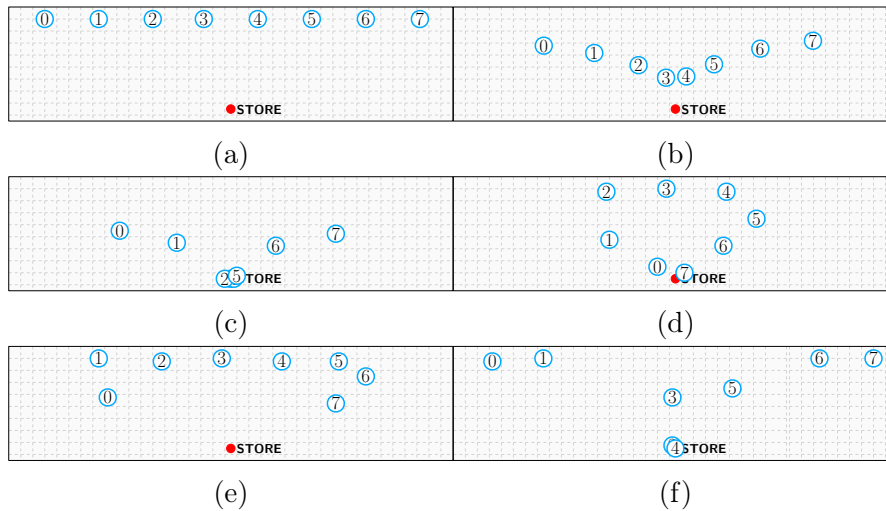 0 1 2 3 4 5 6 7
STORE
(a)
0 1 2 3 4 5 6 7
STORE
(b)
0 1 2 5 6 7
TORE
(c)
0 1 2 3 4 5 6 7
STORE
(d)
0 1 2 3 4 5 6 7
STORE
(e)
0 1 3 4 5 6 7
STORE
(f)